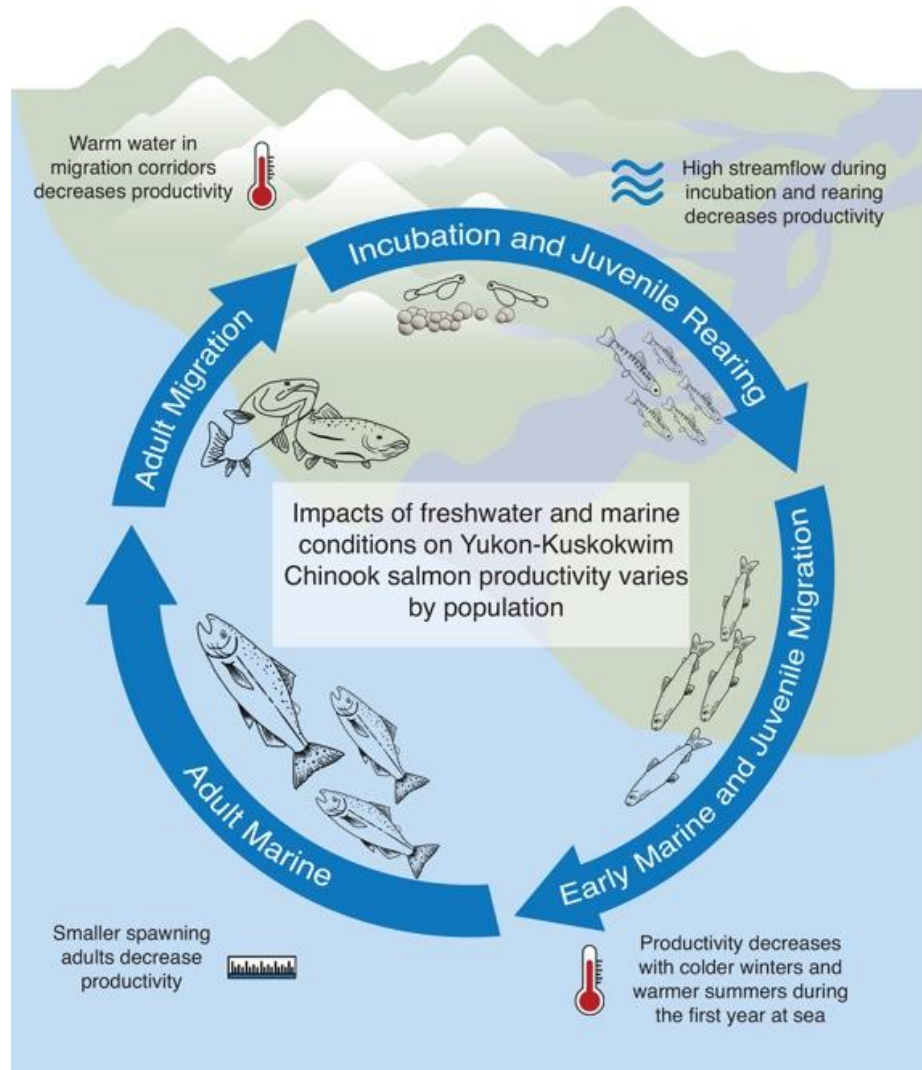 Warm water in
migration corridors
decreases productivity
High streamflow during
incubation and rearing
decreases productivity
Incubation and Juvenile Rearing
Adult Migration
Impacts of freshwater and marine
conditions on Yukon-Kuskokwim
Chinook salmon productivity varies
by population
Early Marine and Juvenile Migration
Adult Marine
Smaller spawning
adults decrease
productivity
Productivity decreases
with colder winters and
warmer summers during
the first year at sea